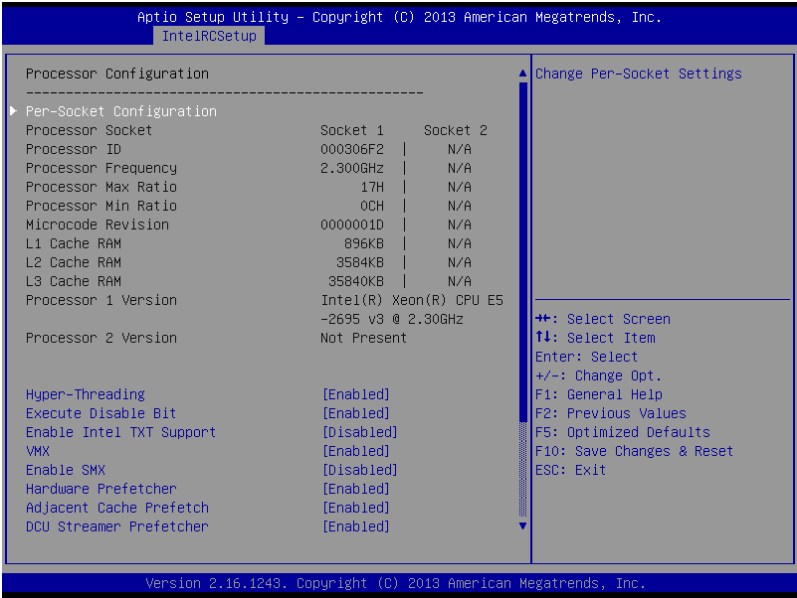 Aptio Setup Utility – Copyright (C) 2013 American Megatrends, Inc.
IntelRCSetup
Processor Configuration
--------------------------------------------------
Per-Socket Configuration
Processor Socket Socket 1 Socket 2
Processor ID 000306F2 | N/A
Processor Frequency 2.300GHz | N/A
Processor Max Ratio 17H | N/A
Processor Min Ratio 0CH | N/A
Microcode Revision 0000001D | N/A
L1 Cache RAM 896KB | N/A
L2 Cache RAM 3584KB | N/A
L3 Cache RAM 35840KB | N/A
Processor 1 Version Intel(R) Xeon(R) CPU E5
-2695 v3 @ 2.30GHz
Processor 2 Version Not Present
Hyper-Threading [Enabled]
Execute Disable Bit [Enabled]
Enable Intel TXT Support [Disabled]
VMX [Enabled]
Enable SMX [Disabled]
Hardware Prefetcher [Enabled]
Adjacent Cache Prefetch [Enabled]
DCU Streamer Prefetcher [Enabled]
Change Per-Socket Settings
→←: Select Screen
↑↓: Select Item
Enter: Select
+/-: Change Opt.
F1: General Help
F2: Previous Values
F5: Optimized Defaults
F10: Save Changes & Reset
ESC: Exit
Version 2.16.1243. Copyright (C) 2013 American Megatrends, Inc.